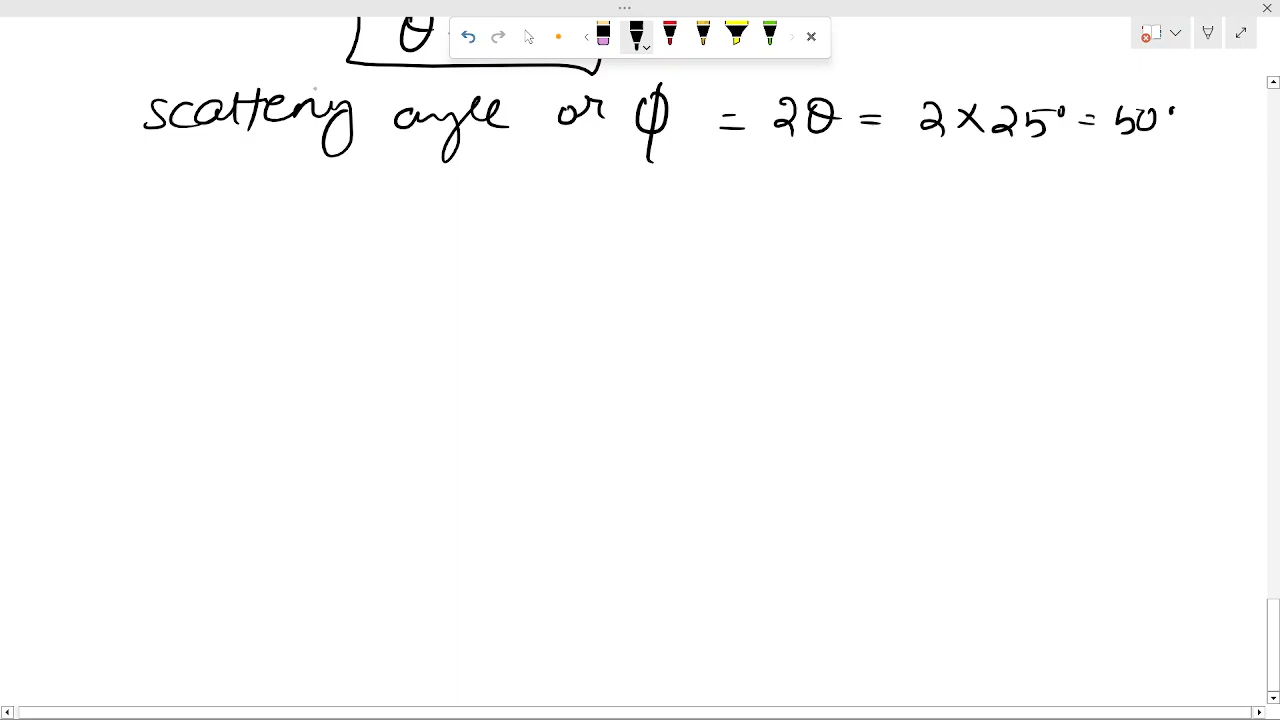 θ
scattering angle or ϕ = 2θ = 2 × 25° = 50°